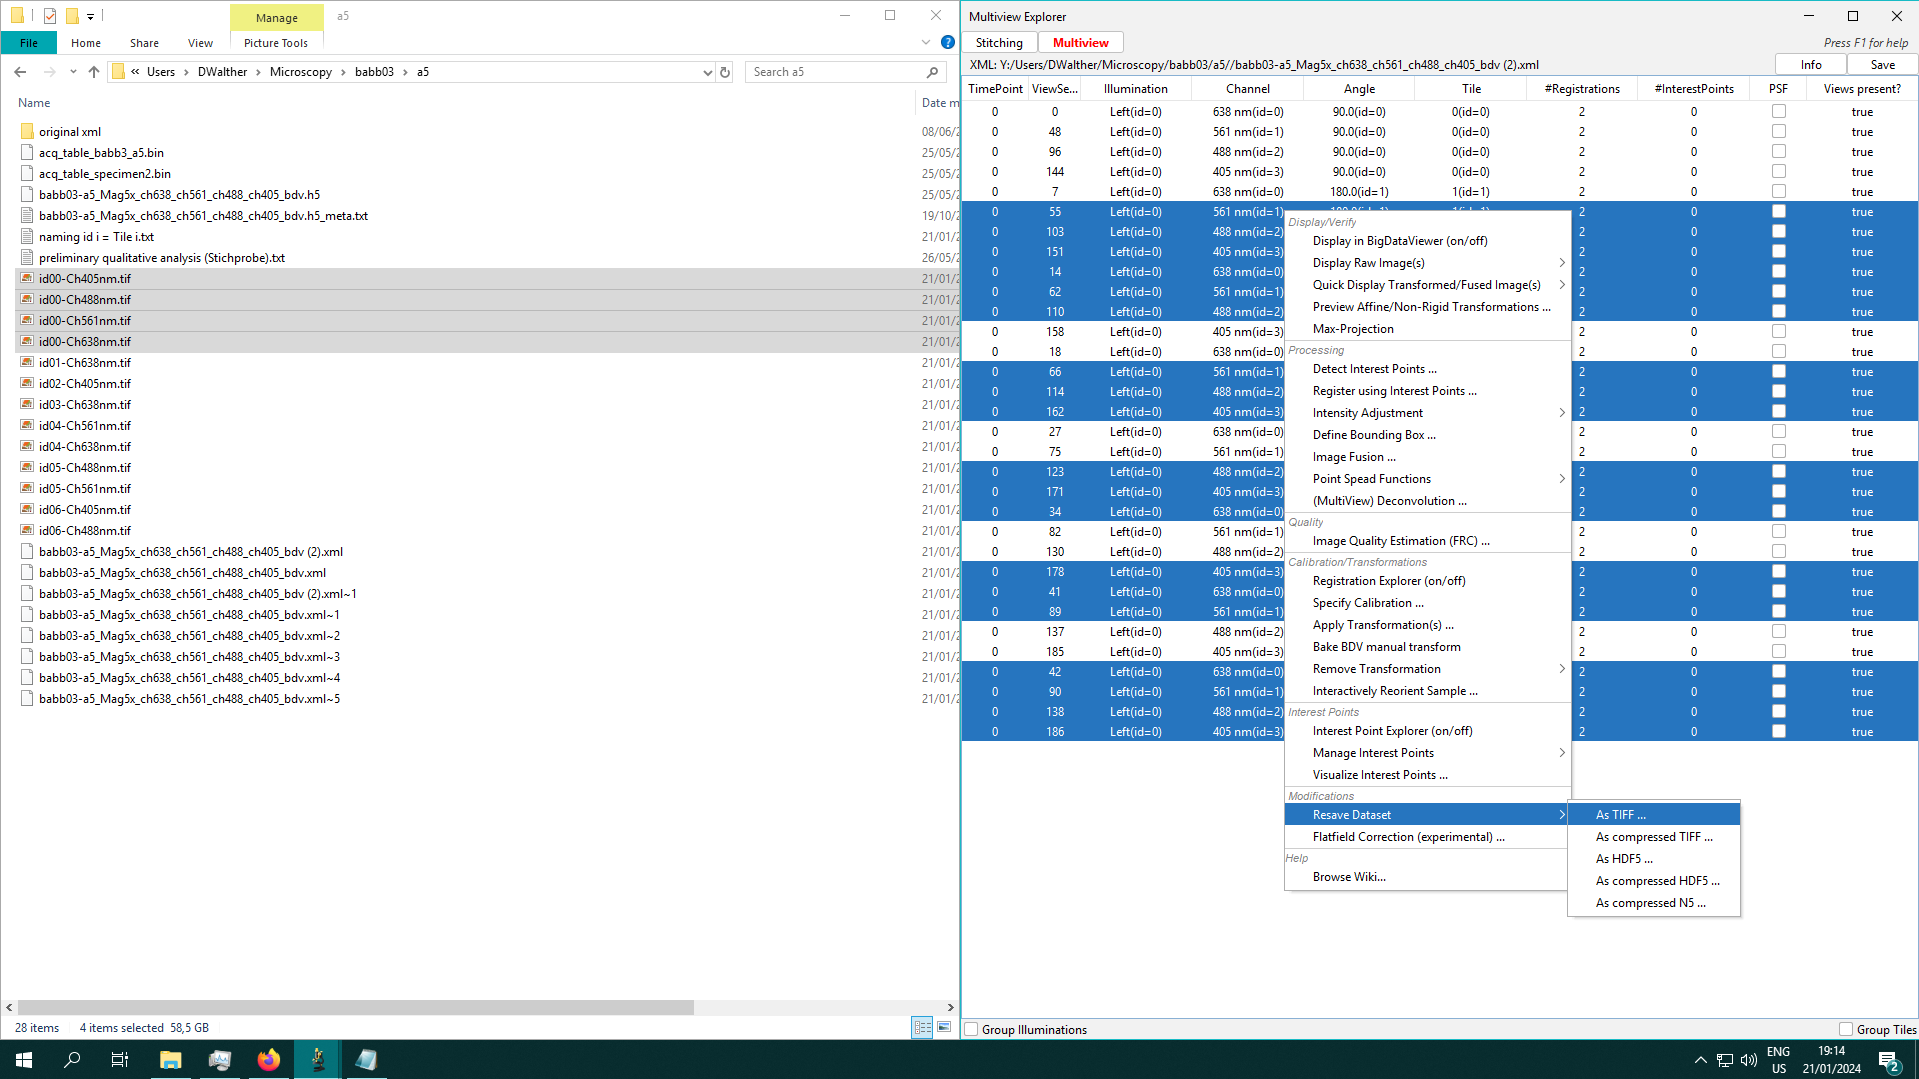 Manage
a5
File
Home
Share
View
Picture Tools
« Users › DWalther › Microscopy › babb03 › a5
Search a5
Name
Date m
original xml 08/06/2
acq_table_babb3_a5.bin 25/05/2
acq_table_specimen2.bin 25/05/2
babb03-a5_Mag5x_ch638_ch561_ch488_ch405_bdv.h5 25/05/2
babb03-a5_Mag5x_ch638_ch561_ch488_ch405_bdv.h5_meta.txt 19/10/2
naming id i = Tile i.txt 21/01/2
preliminary qualitative analysis (Stichprobe).txt 26/05/2
id00-Ch405nm.tif 21/01/2
id00-Ch488nm.tif 21/01/2
id00-Ch561nm.tif 21/01/2
id00-Ch638nm.tif 21/01/2
id01-Ch638nm.tif 21/01/2
id02-Ch405nm.tif 21/01/2
id03-Ch638nm.tif 21/01/2
id04-Ch561nm.tif 21/01/2
id04-Ch638nm.tif 21/01/2
id05-Ch488nm.tif 21/01/2
id05-Ch561nm.tif 21/01/2
id06-Ch405nm.tif 21/01/2
id06-Ch488nm.tif 21/01/2
babb03-a5_Mag5x_ch638_ch561_ch488_ch405_bdv (2).xml 21/01/2
babb03-a5_Mag5x_ch638_ch561_ch488_ch405_bdv.xml 21/01/2
babb03-a5_Mag5x_ch638_ch561_ch488_ch405_bdv (2).xml~1 21/01/2
babb03-a5_Mag5x_ch638_ch561_ch488_ch405_bdv.xml~1 21/01/2
babb03-a5_Mag5x_ch638_ch561_ch488_ch405_bdv.xml~2 21/01/2
babb03-a5_Mag5x_ch638_ch561_ch488_ch405_bdv.xml~3 21/01/2
babb03-a5_Mag5x_ch638_ch561_ch488_ch405_bdv.xml~4 21/01/2
babb03-a5_Mag5x_ch638_ch561_ch488_ch405_bdv.xml~5 21/01/2
28 items 4 items selected 58,5 GB
Multiview Explorer
Stitching
Multiview
Press F1 for help
XML: Y:/Users/DWalther/Microscopy/babb03/a5//babb03-a5_Mag5x_ch638_ch561_ch488_ch405_bdv (2).xml
Info
Save
TimePoint ViewSe... Illumination Channel Angle Tile #Registrations #InterestPoints PSF Views present?
0 0 Left(id=0) 638 nm(id=0) 90.0(id=0) 0(id=0) 2 0 true
0 48 Left(id=0) 561 nm(id=1) 90.0(id=0) 0(id=0) 2 0 true
0 96 Left(id=0) 488 nm(id=2) 90.0(id=0) 0(id=0) 2 0 true
0 144 Left(id=0) 405 nm(id=3) 90.0(id=0) 0(id=0) 2 0 true
0 7 Left(id=0) 638 nm(id=0) 180.0(id=1) 1(id=1) 2 0 true
0 55 Left(id=0) 561 nm(id=1) 2 0 true
0 103 Left(id=0) 488 nm(id=2) 2 0 true
0 151 Left(id=0) 405 nm(id=3) 2 0 true
0 14 Left(id=0) 638 nm(id=0) 2 0 true
0 62 Left(id=0) 561 nm(id=1) 2 0 true
0 110 Left(id=0) 488 nm(id=2) 2 0 true
0 158 Left(id=0) 405 nm(id=3) 2 0 true
0 18 Left(id=0) 638 nm(id=0) 2 0 true
0 66 Left(id=0) 561 nm(id=1) 2 0 true
0 114 Left(id=0) 488 nm(id=2) 2 0 true
0 162 Left(id=0) 405 nm(id=3) 2 0 true
0 27 Left(id=0) 638 nm(id=0) 2 0 true
0 75 Left(id=0) 561 nm(id=1) 2 0 true
0 123 Left(id=0) 488 nm(id=2) 2 0 true
0 171 Left(id=0) 405 nm(id=3) 2 0 true
0 34 Left(id=0) 638 nm(id=0) 2 0 true
0 82 Left(id=0) 561 nm(id=1) 2 0 true
0 130 Left(id=0) 488 nm(id=2) 2 0 true
0 178 Left(id=0) 405 nm(id=3) 2 0 true
0 41 Left(id=0) 638 nm(id=0) 2 0 true
0 89 Left(id=0) 561 nm(id=1) 2 0 true
0 137 Left(id=0) 488 nm(id=2) 2 0 true
0 185 Left(id=0) 405 nm(id=3) 2 0 true
0 42 Left(id=0) 638 nm(id=0) 2 0 true
0 90 Left(id=0) 561 nm(id=1) 2 0 true
0 138 Left(id=0) 488 nm(id=2) 2 0 true
0 186 Left(id=0) 405 nm(id=3) 2 0 true
Display/Verify
Display in BigDataViewer (on/off)
Display Raw Image(s)
Quick Display Transformed/Fused Image(s)
Preview Affine/Non-Rigid Transformations ...
Max-Projection
Processing
Detect Interest Points ...
Register using Interest Points ...
Intensity Adjustment
Define Bounding Box ...
Image Fusion ...
Point Spead Functions
(MultiView) Deconvolution ...
Quality
Image Quality Estimation (FRC) ...
Calibration/Transformations
Registration Explorer (on/off)
Specify Calibration ...
Apply Transformation(s) ...
Bake BDV manual transform
Remove Transformation
Interactively Reorient Sample ...
Interest Points
Interest Point Explorer (on/off)
Manage Interest Points
Visualize Interest Points ...
Modifications
Resave Dataset
Flatfield Correction (experimental) ...
Help
Browse Wiki...
As TIFF ...
As compressed TIFF ...
As HDF5 ...
As compressed HDF5 ...
As compressed N5 ...
Group Illuminations
Group Tiles
ENG
US
19:14
21/01/2024
2